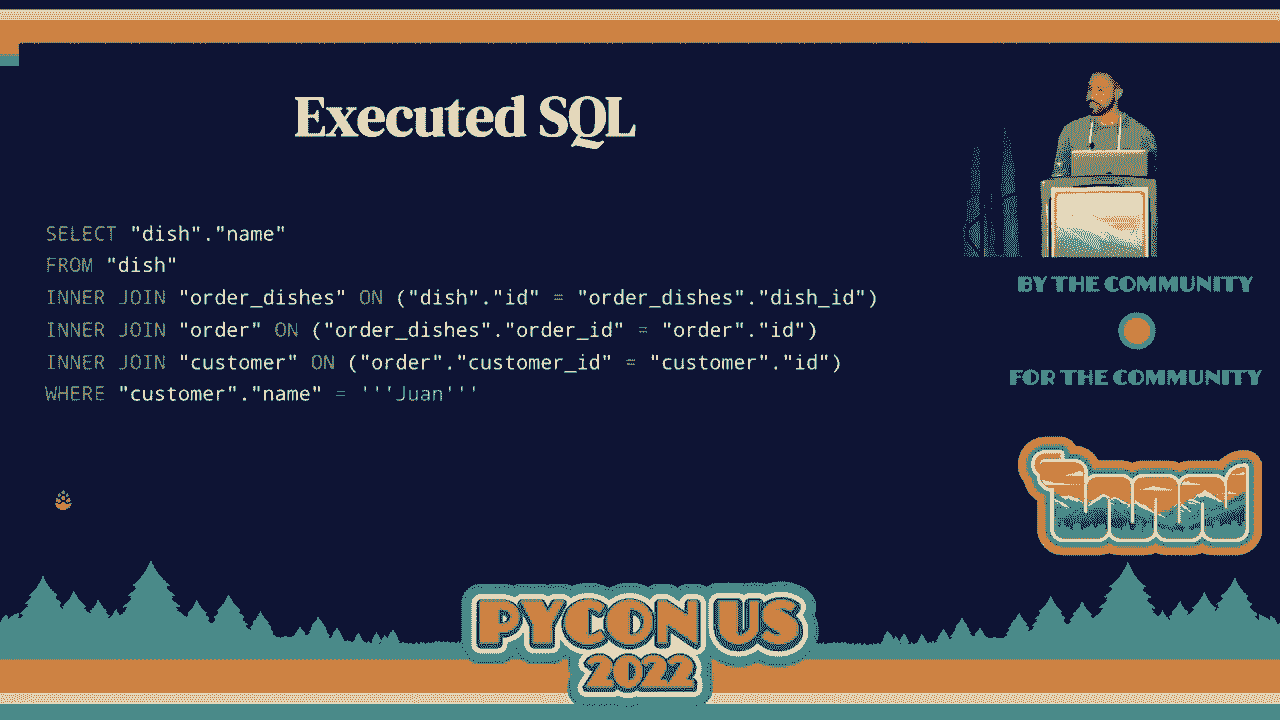 Executed SQL
SELECT "dish"."name"
FROM "dish"
INNER JOIN "order_dishes" ON ("dish"."id" = "order_dishes"."dish_id")
INNER JOIN "order" ON ("order_dishes"."order_id" = "order"."id")
INNER JOIN "customer" ON ("order"."customer_id" = "customer"."id")
WHERE "customer"."name" = '''Juan'''
BY THE COMMUNITY
FOR THE COMMUNITY
PYCON US
2022